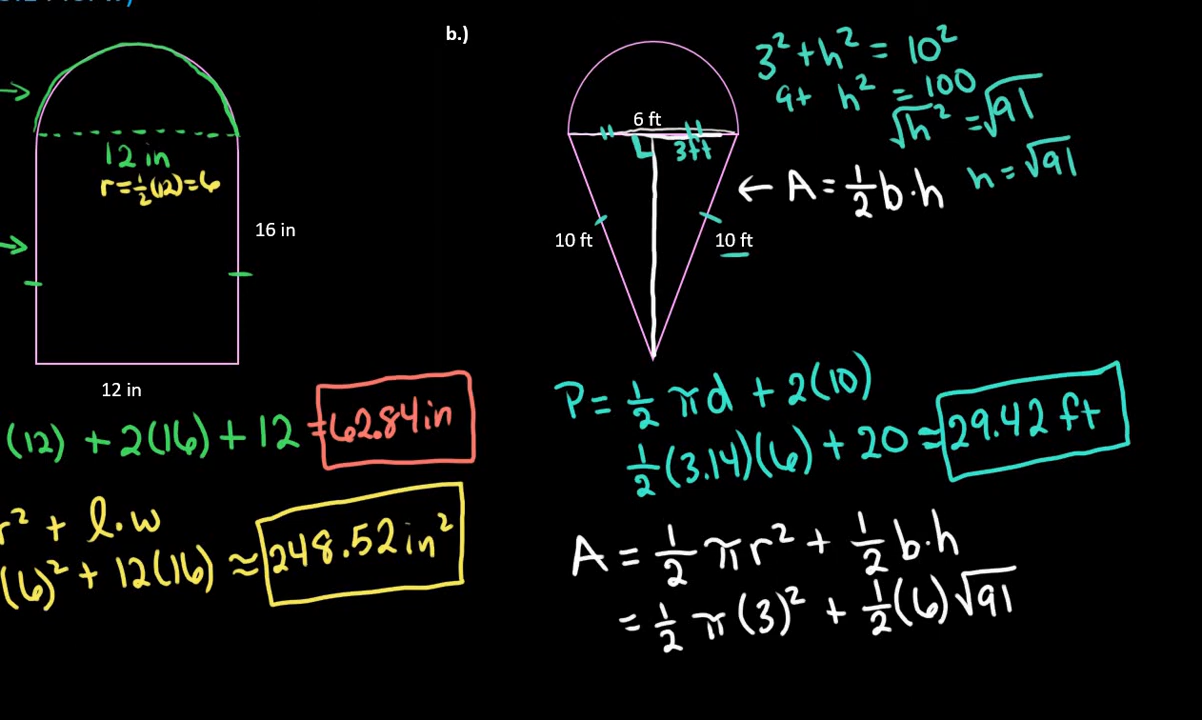 b.)
12 in
r=½(12)=6
16 in
12 in
(12) + 2(16) + 12 = 62.84 in
r² + l·w
(6)² + 12(16) ≈ 248.52 in²
6 ft
3ft
10 ft
10 ft
3² + h² = 10²
9+ h² = 100
√h² = √91
h = √91
← A = ½ b·h
P = ½ πd + 2(10)
½ (3.14)(6) + 20 ≈ 29.42 ft
A = ½ πr² + ½ b·h
= ½ π(3)² + ½(6)√91